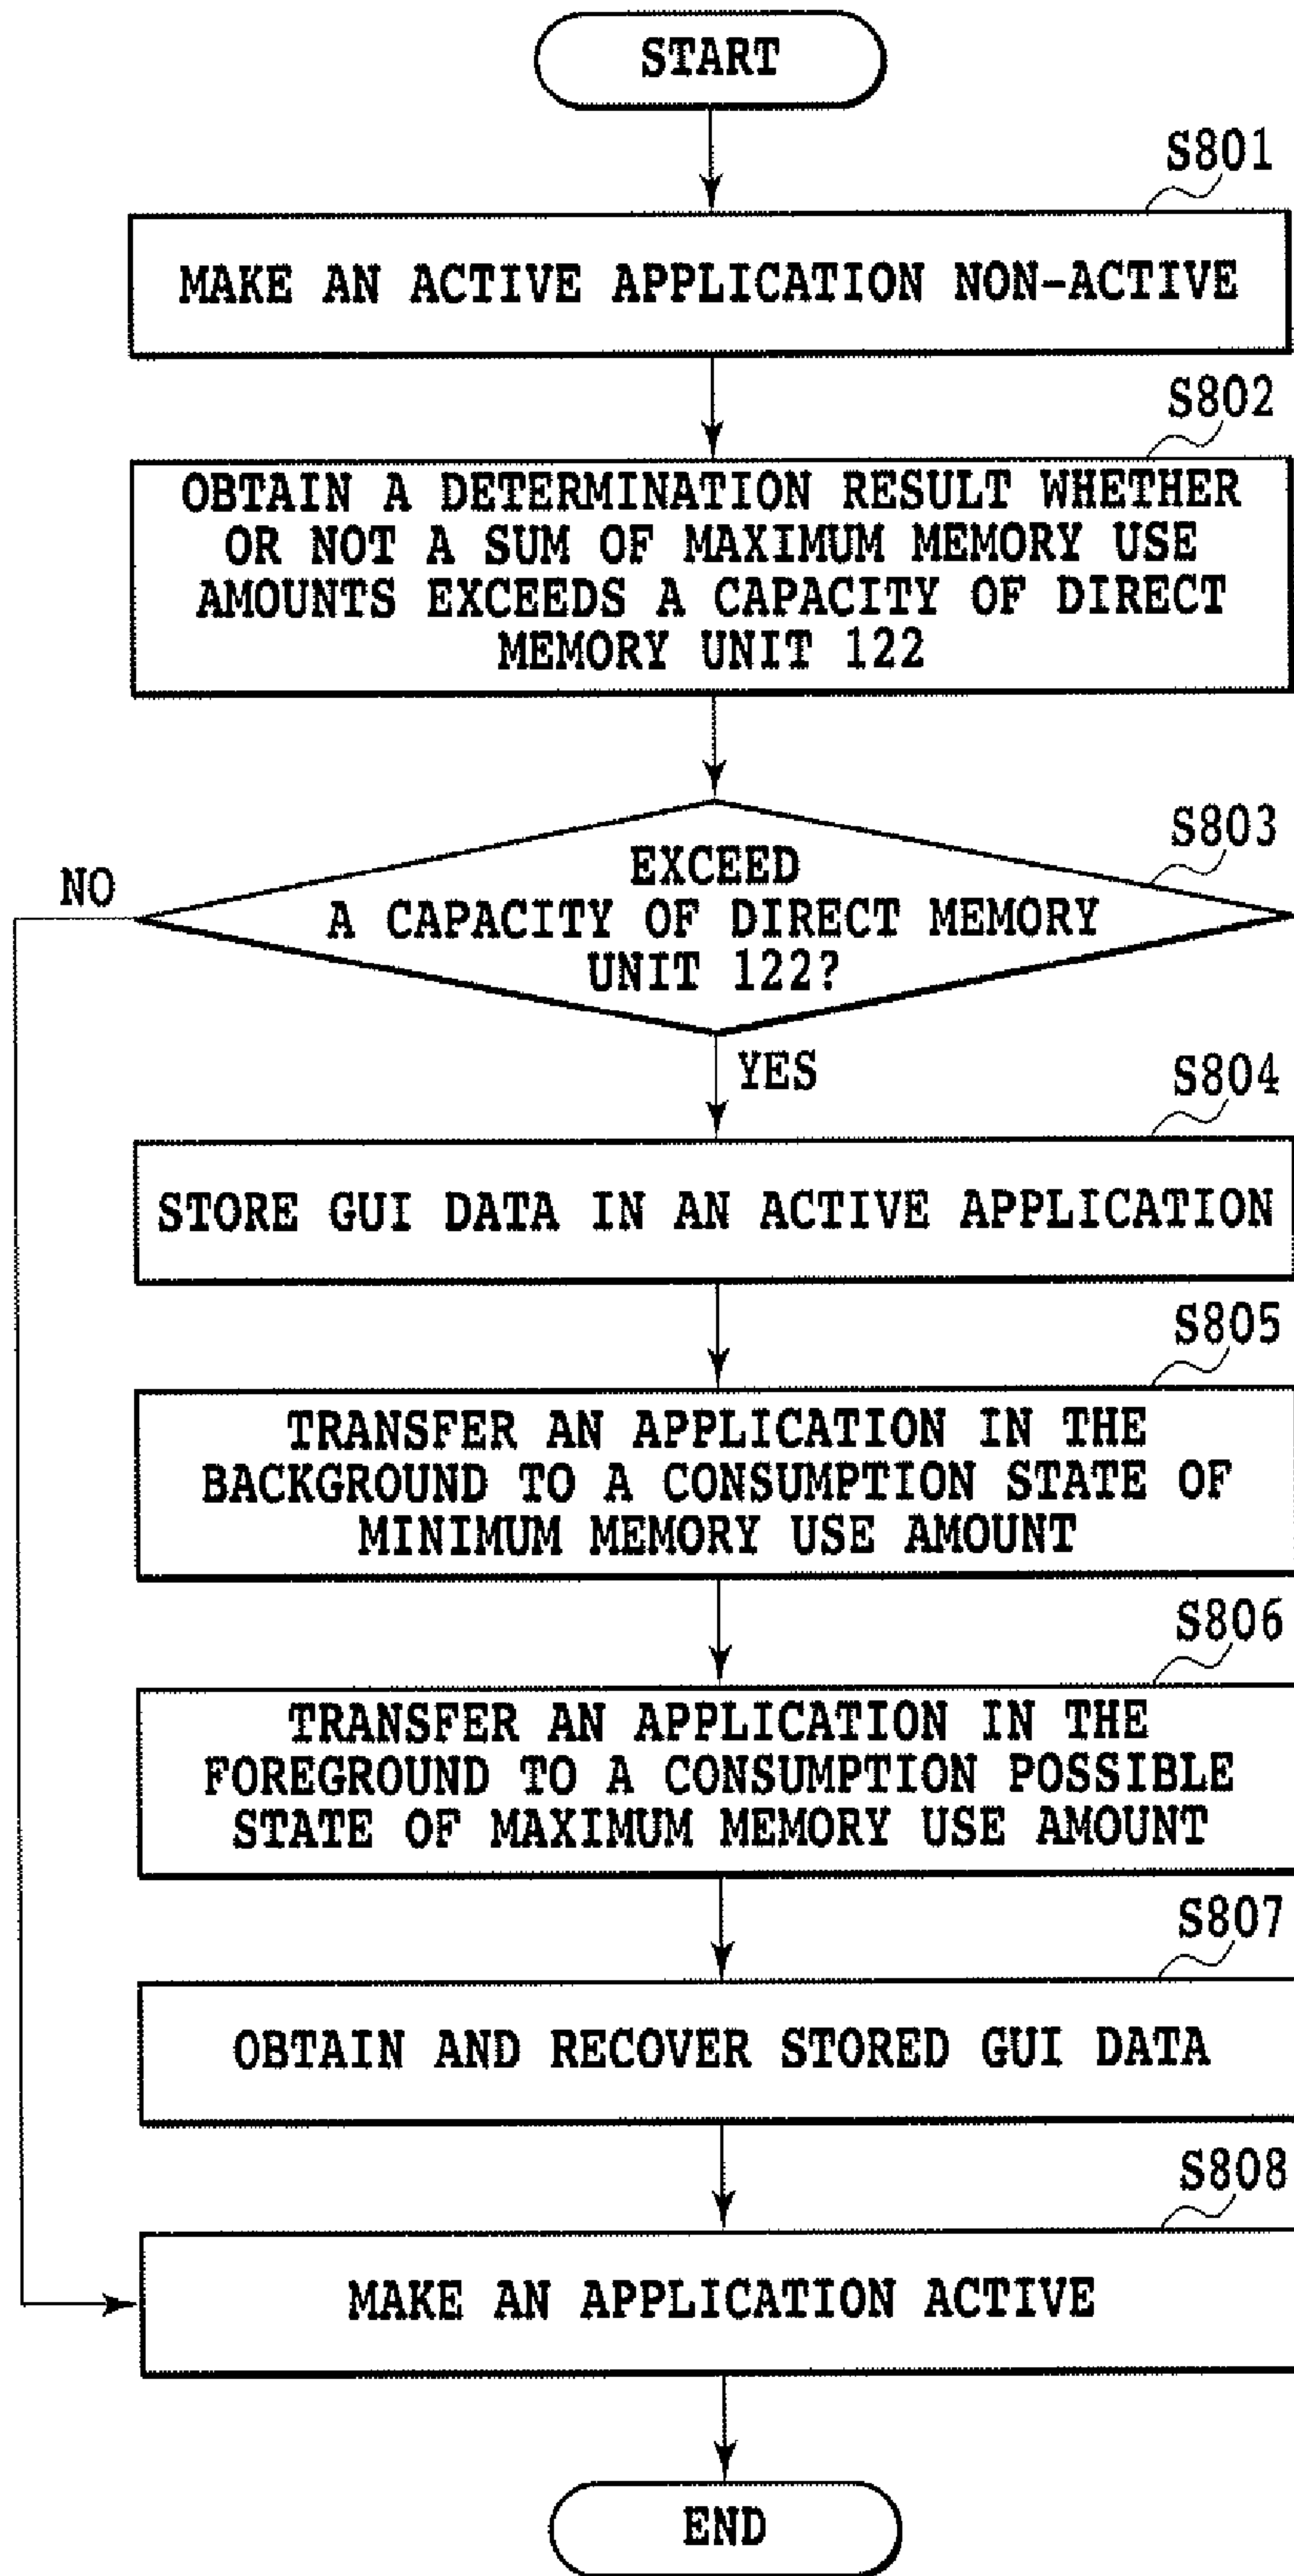 START
S801
MAKE AN ACTIVE APPLICATION NON-ACTIVE
S802
OBTAIN A DETERMINATION RESULT WHETHER
OR NOT A SUM OF MAXIMUM MEMORY USE
AMOUNTS EXCEEDS A CAPACITY OF DIRECT
MEMORY UNIT 122
S803
NO
EXCEED
A CAPACITY OF DIRECT MEMORY
UNIT 122?
YES
S804
STORE GUI DATA IN AN ACTIVE APPLICATION
S805
TRANSFER AN APPLICATION IN THE
BACKGROUND TO A CONSUMPTION STATE OF
MINIMUM MEMORY USE AMOUNT
S806
TRANSFER AN APPLICATION IN THE
FOREGROUND TO A CONSUMPTION POSSIBLE
STATE OF MAXIMUM MEMORY USE AMOUNT
S807
OBTAIN AND RECOVER STORED GUI DATA
S808
MAKE AN APPLICATION ACTIVE
END